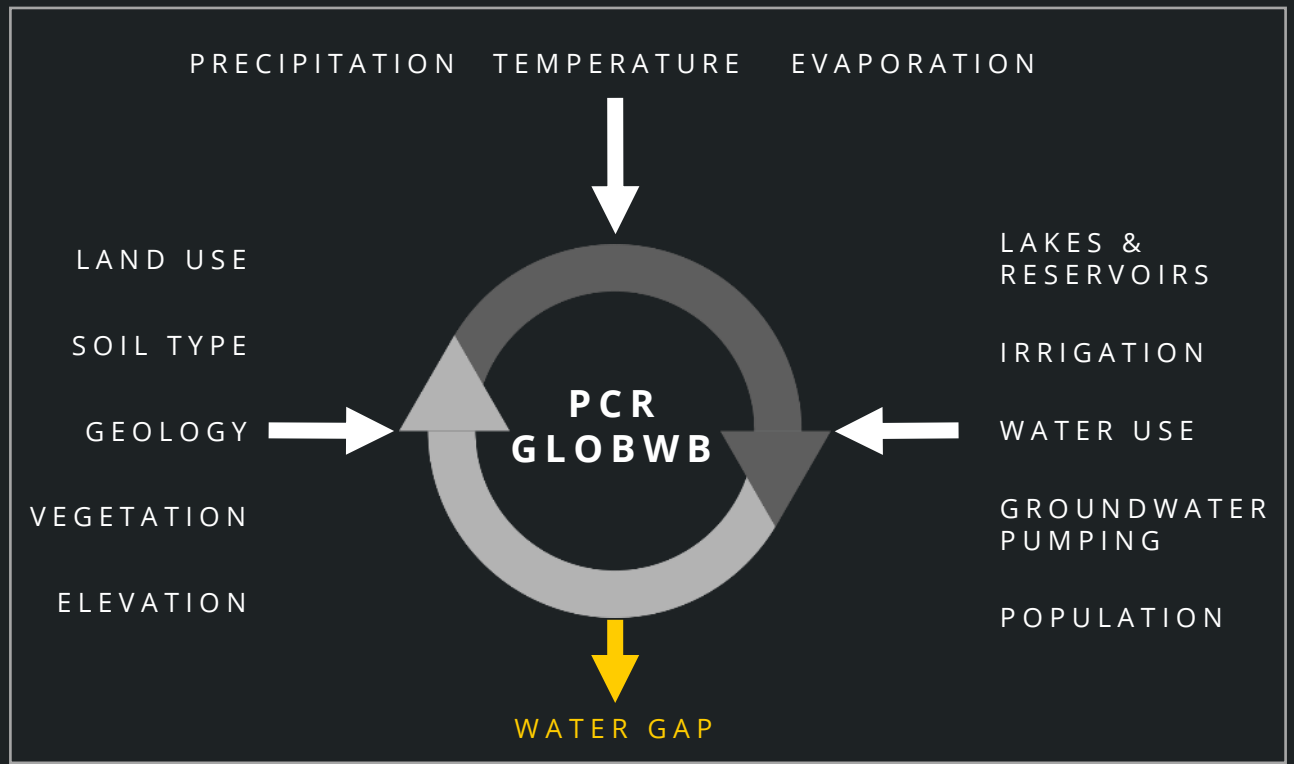 PRECIPITATION TEMPERATURE EVAPORATION
LAND USE
SOIL TYPE
GEOLOGY
VEGETATION
ELEVATION
PCR
GLOBWB
LAKES &
RESERVOIRS
IRRIGATION
WATER USE
GROUNDWATER
PUMPING
POPULATION
WATER GAP